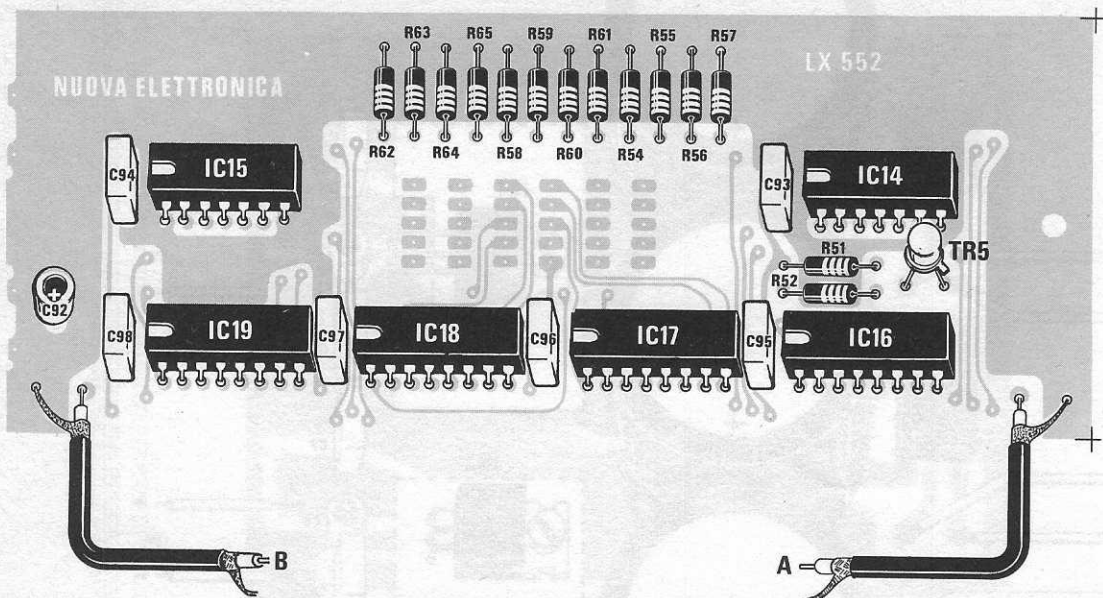 R63 R65 R59 R61 R55 R57
LX 552
NUOVA ELETTRONICA
R62 R64 R58 R60 R54 R56
C94 IC15 C93 IC14
R51 TR5
R52
C92 C98 IC19 C97 IC18 C96 IC17 C95 IC16
B A